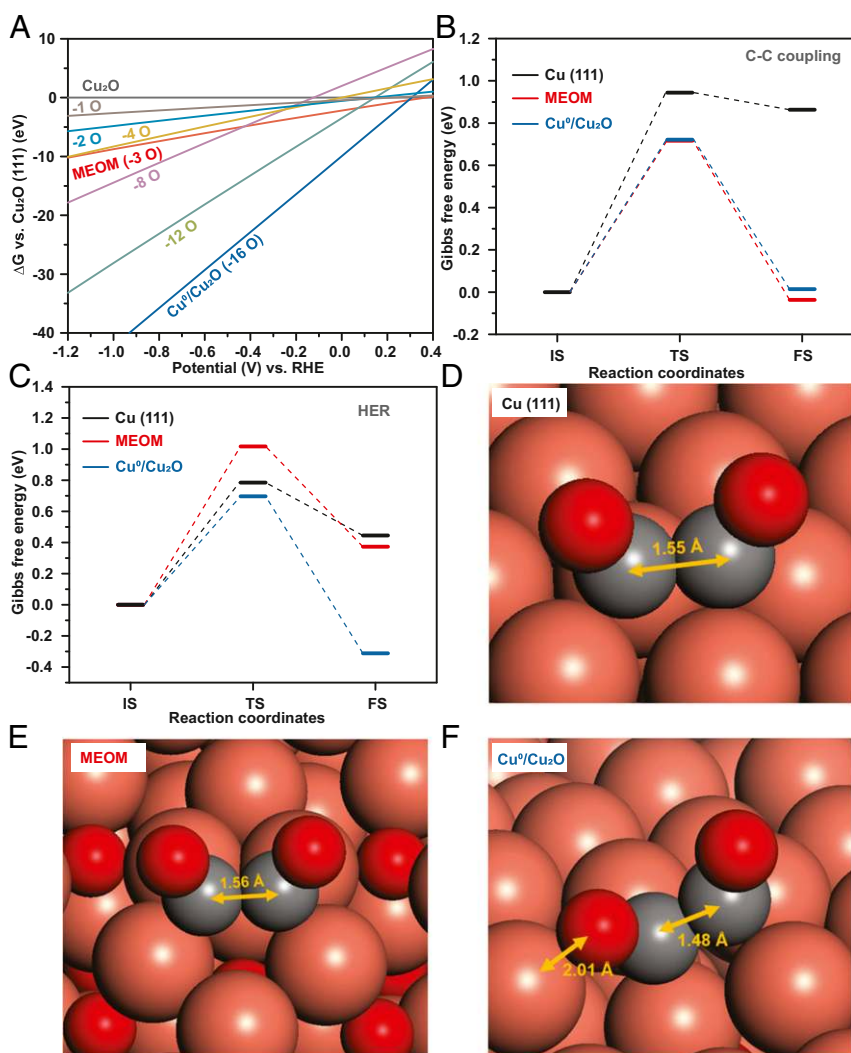 A
ΔG vs. Cu₂O (111) (eV)
10
0
-10
-20
-30
-40
Cu₂O
-1 O
-2 O
-4 O
MEOM (-3 O)
-8 O
-12 O
Cu⁰/Cu₂O (-16 O)
-1.2 -1.0 -0.8 -0.6 -0.4 -0.2 0.0 0.2 0.4
Potential (V) vs. RHE
B
Gibbs free energy (eV)
1.2
1.0
0.8
0.6
0.4
0.2
0.0
-0.2
C-C coupling
Cu (111)
MEOM
Cu⁰/Cu₂O
IS TS FS
Reaction coordinates
C
Gibbs free energy (eV)
1.4
1.2
1.0
0.8
0.6
0.4
0.2
0.0
-0.2
-0.4
HER
Cu (111)
MEOM
Cu⁰/Cu₂O
IS TS FS
Reaction coordinates
D
Cu (111)
1.55 Å
E
MEOM
1.56 Å
F
Cu⁰/Cu₂O
1.48 Å
2.01 Å